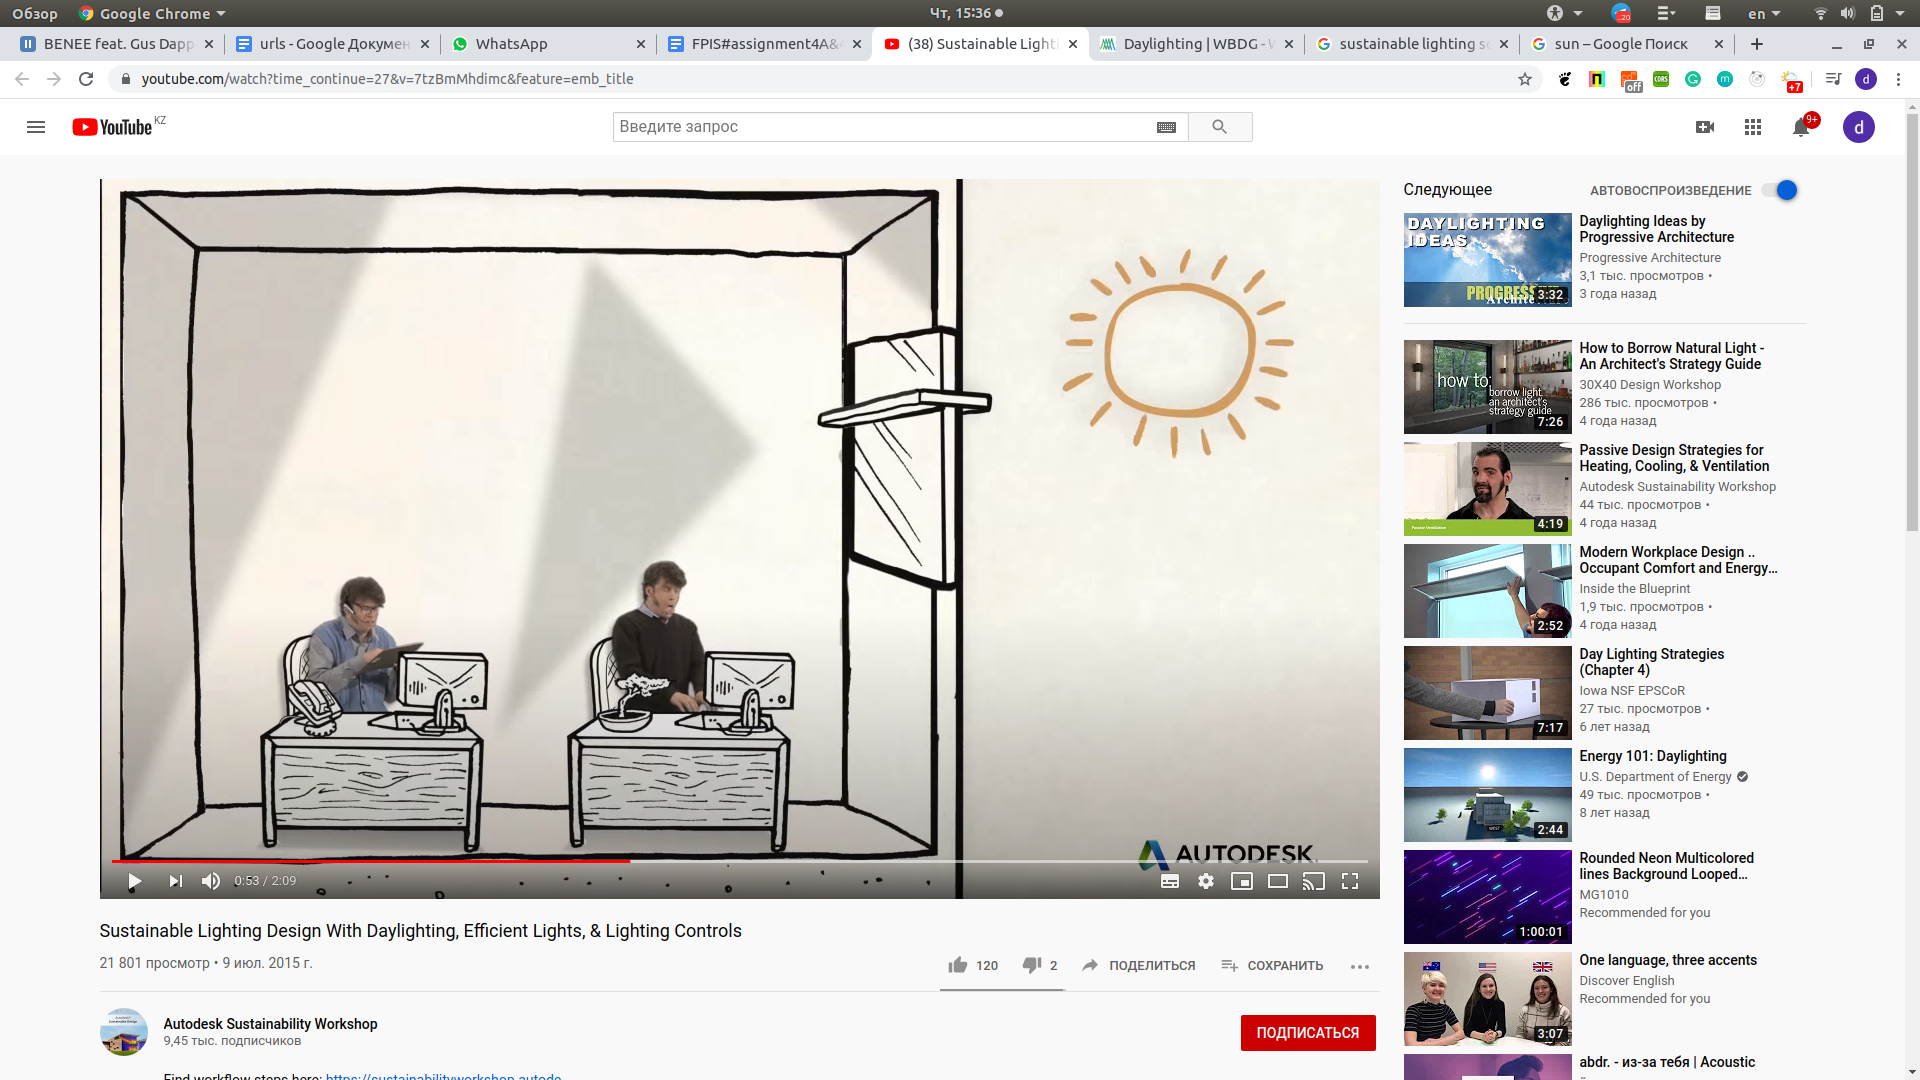 Обзор
Google Chrome
Чт, 15:36
20
en
BENEE feat. Gus Dapp
urls - Google Докумен
WhatsApp
FPIS#assignment4A&
(38) Sustainable Lighti
Daylighting | WBDG - W
sustainable lighting so
sun – Google Поиск
youtube.com/watch?time_continue=27&v=7tzBmMhdimc&feature=emb_title
off
CORS
+7
d
YouTube KZ
Введите запрос
9+
d
AUTODESK.
0:53 / 2:09
Sustainable Lighting Design With Daylighting, Efficient Lights, & Lighting Controls
21 801 просмотр • 9 июл. 2015 г.
120
2
ПОДЕЛИТЬСЯ
СОХРАНИТЬ
Autodesk Sustainability Workshop
9,45 тыс. подписчиков
ПОДПИСАТЬСЯ
Find workflow steps here: https://sustainabilityworkshop.autode...
Следующее
АВТОВОСПРОИЗВЕДЕНИЕ
DAYLIGHTING
IDEAS
PROGRESSIVE
Architecture
3:32
Daylighting Ideas by
Progressive Architecture
Progressive Architecture
3,1 тыс. просмотров •
3 года назад
how to:
borrow light.
an architect's
strategy guide
7:26
How to Borrow Natural Light -
An Architect's Strategy Guide
30X40 Design Workshop
286 тыс. просмотров •
4 года назад
Passive Ventilation
4:19
Passive Design Strategies for
Heating, Cooling, & Ventilation
Autodesk Sustainability Workshop
44 тыс. просмотров •
4 года назад
2:52
Modern Workplace Design ..
Occupant Comfort and Energy...
Inside the Blueprint
1,9 тыс. просмотров •
4 года назад
7:17
Day Lighting Strategies
(Chapter 4)
Iowa NSF EPSCoR
27 тыс. просмотров •
6 лет назад
WEST
2:44
Energy 101: Daylighting
U.S. Department of Energy
49 тыс. просмотров •
8 лет назад
1:00:01
Rounded Neon Multicolored
lines Background Looped...
MG1010
Recommended for you
3:07
One language, three accents
Discover English
Recommended for you
abdr. - из-за тебя | Acoustic